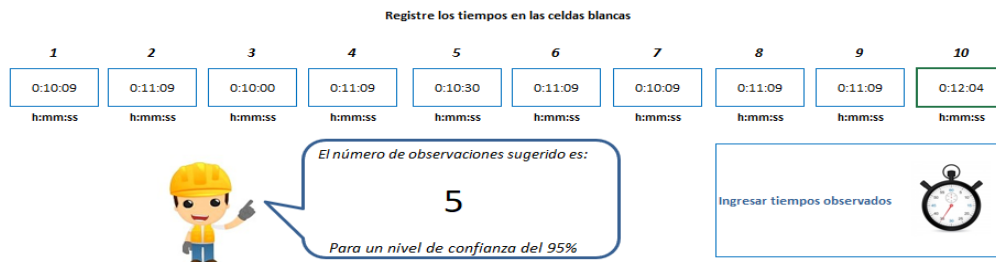 Registre los tiempos en las celdas blancas
1 2 3 4 5 6 7 8 9 10
0:10:09 0:11:09 0:10:00 0:11:09 0:10:30 0:11:09 0:10:09 0:11:09 0:11:09 0:12:04
h:mm:ss h:mm:ss h:mm:ss h:mm:ss h:mm:ss h:mm:ss h:mm:ss h:mm:ss h:mm:ss h:mm:ss
El número de observaciones sugerido es:
5
Para un nivel de confianza del 95%
Ingresar tiempos observados